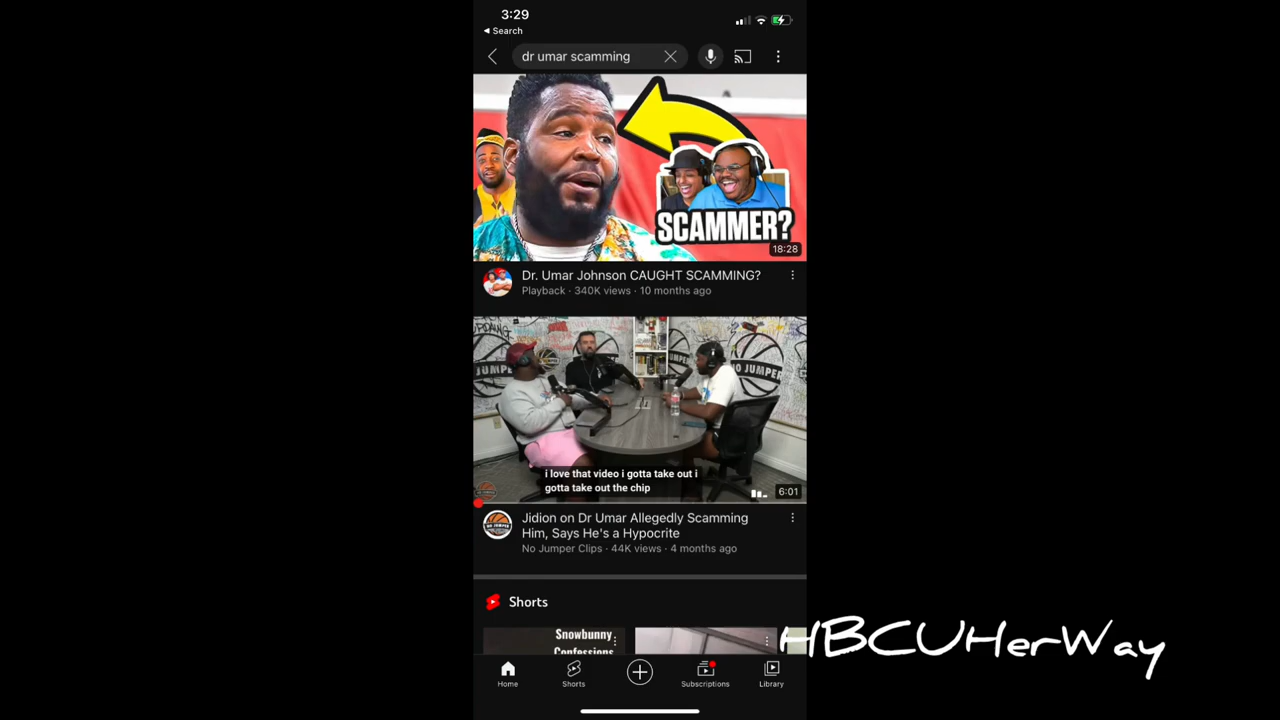 3:29
Search
dr umar scamming
SCAMMER?
18:28
Dr. Umar Johnson CAUGHT SCAMMING?
Playback · 340K views · 10 months ago
NO JUMPER
i love that video i gotta take out i
gotta take out the chip
6:01
Jidion on Dr Umar Allegedly Scamming
Him, Says He's a Hypocrite
No Jumper Clips · 44K views · 4 months ago
Shorts
Snowbunny
Confessions
HBCUHerWay
Home
Shorts
Subscriptions
Library